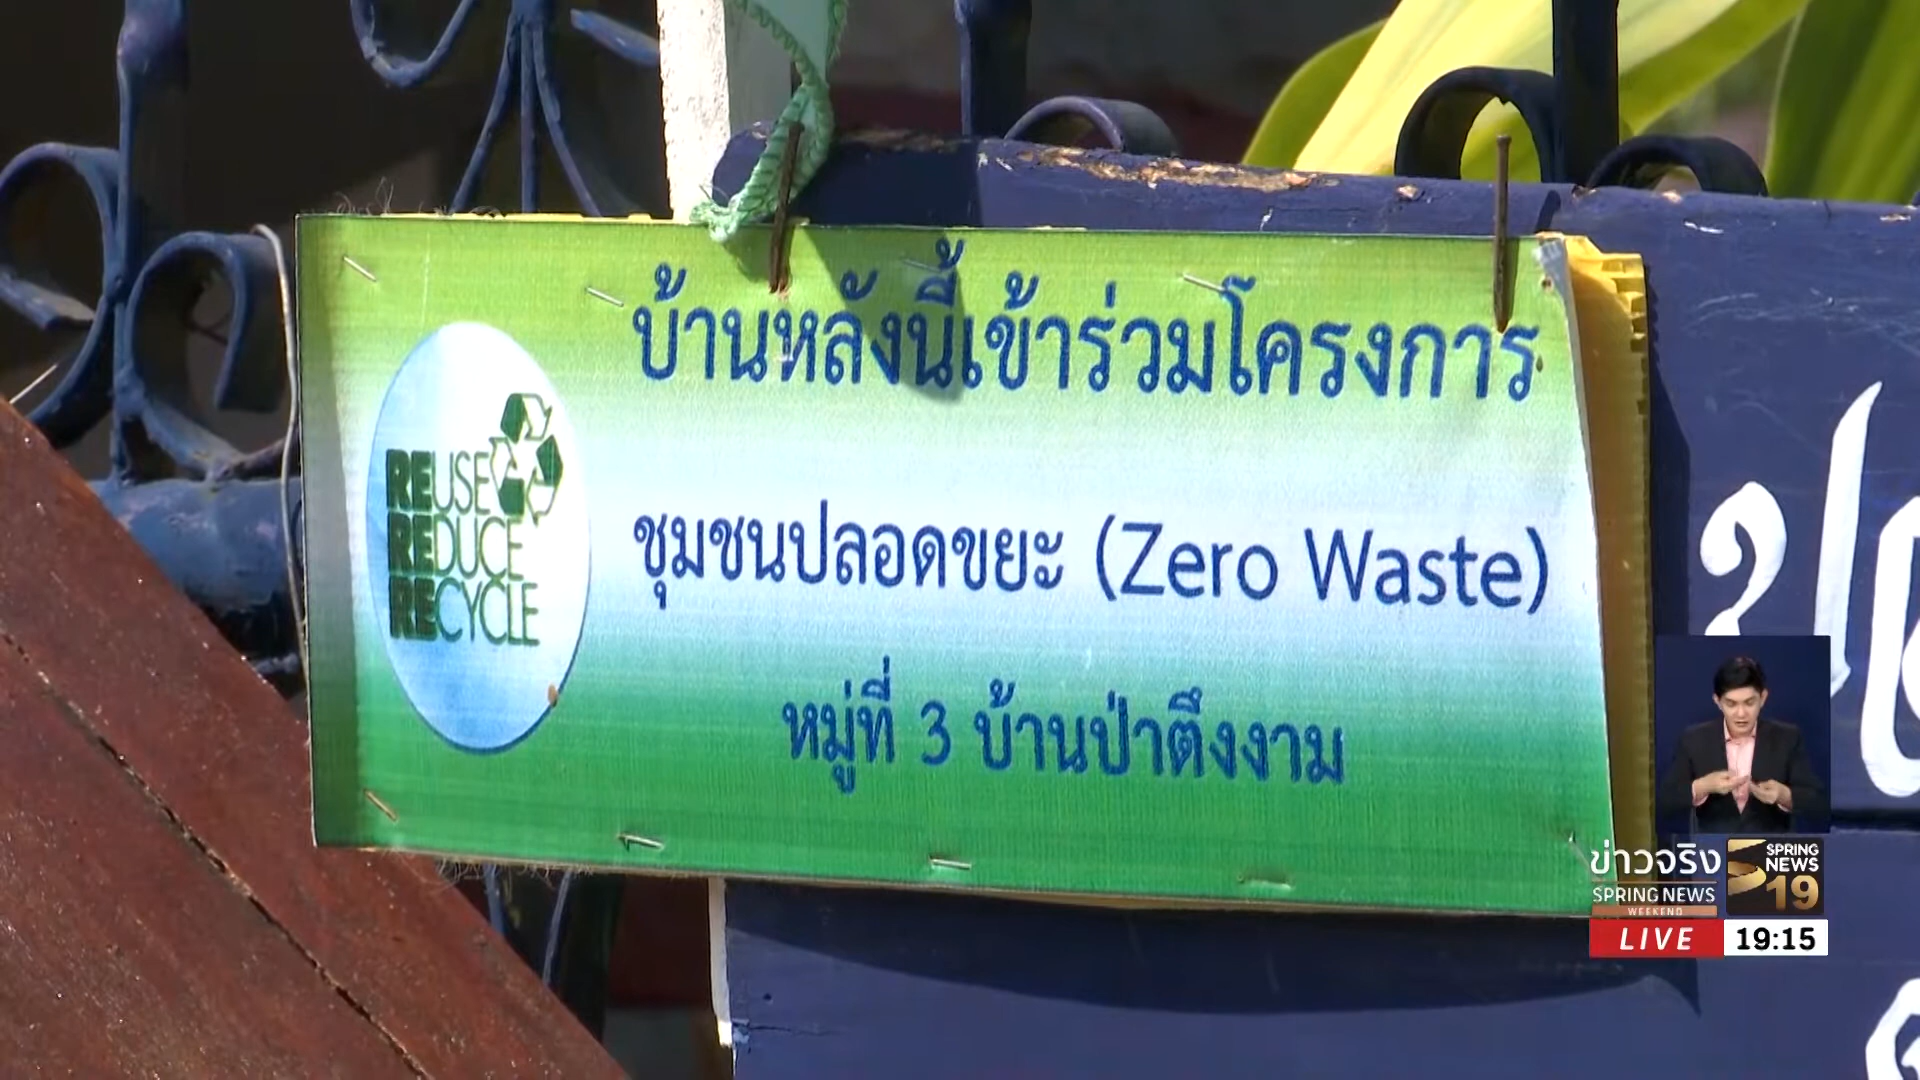 บ้านหลังนี้เข้าร่วมโครงการ
REUSE
REDUCE
RECYCLE
ชุมชนปลอดขยะ (Zero Waste)
หมู่ที่ 3 บ้านป่าตึงงาม
ข่าวจริง
SPRING NEWS
WEEKEND
SPRING
NEWS
19
LIVE 19:15